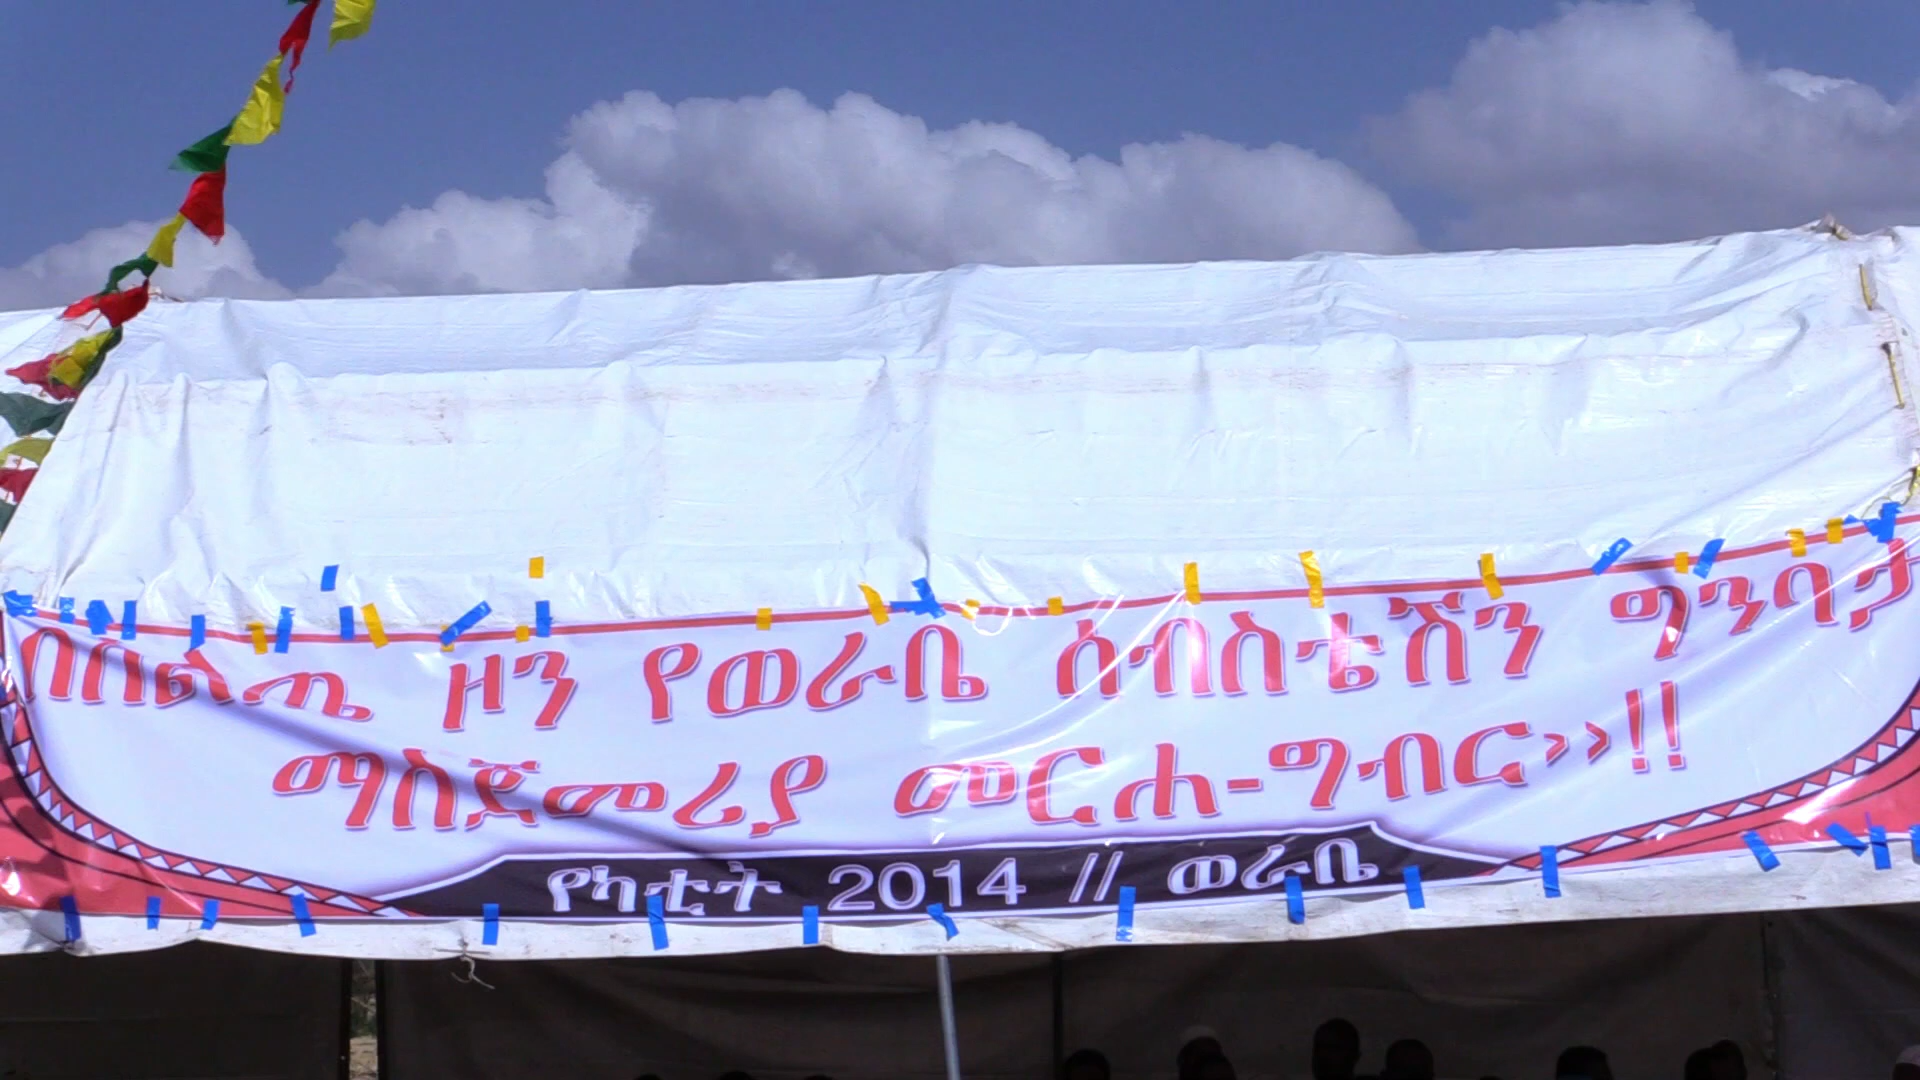 በስልጤ ዞን የወራቤ ሰብስቴሽን ግንባታ
ማስጀመሪያ መርሐ-ግብር››!!
የካቲት 2014 // ወራቤ